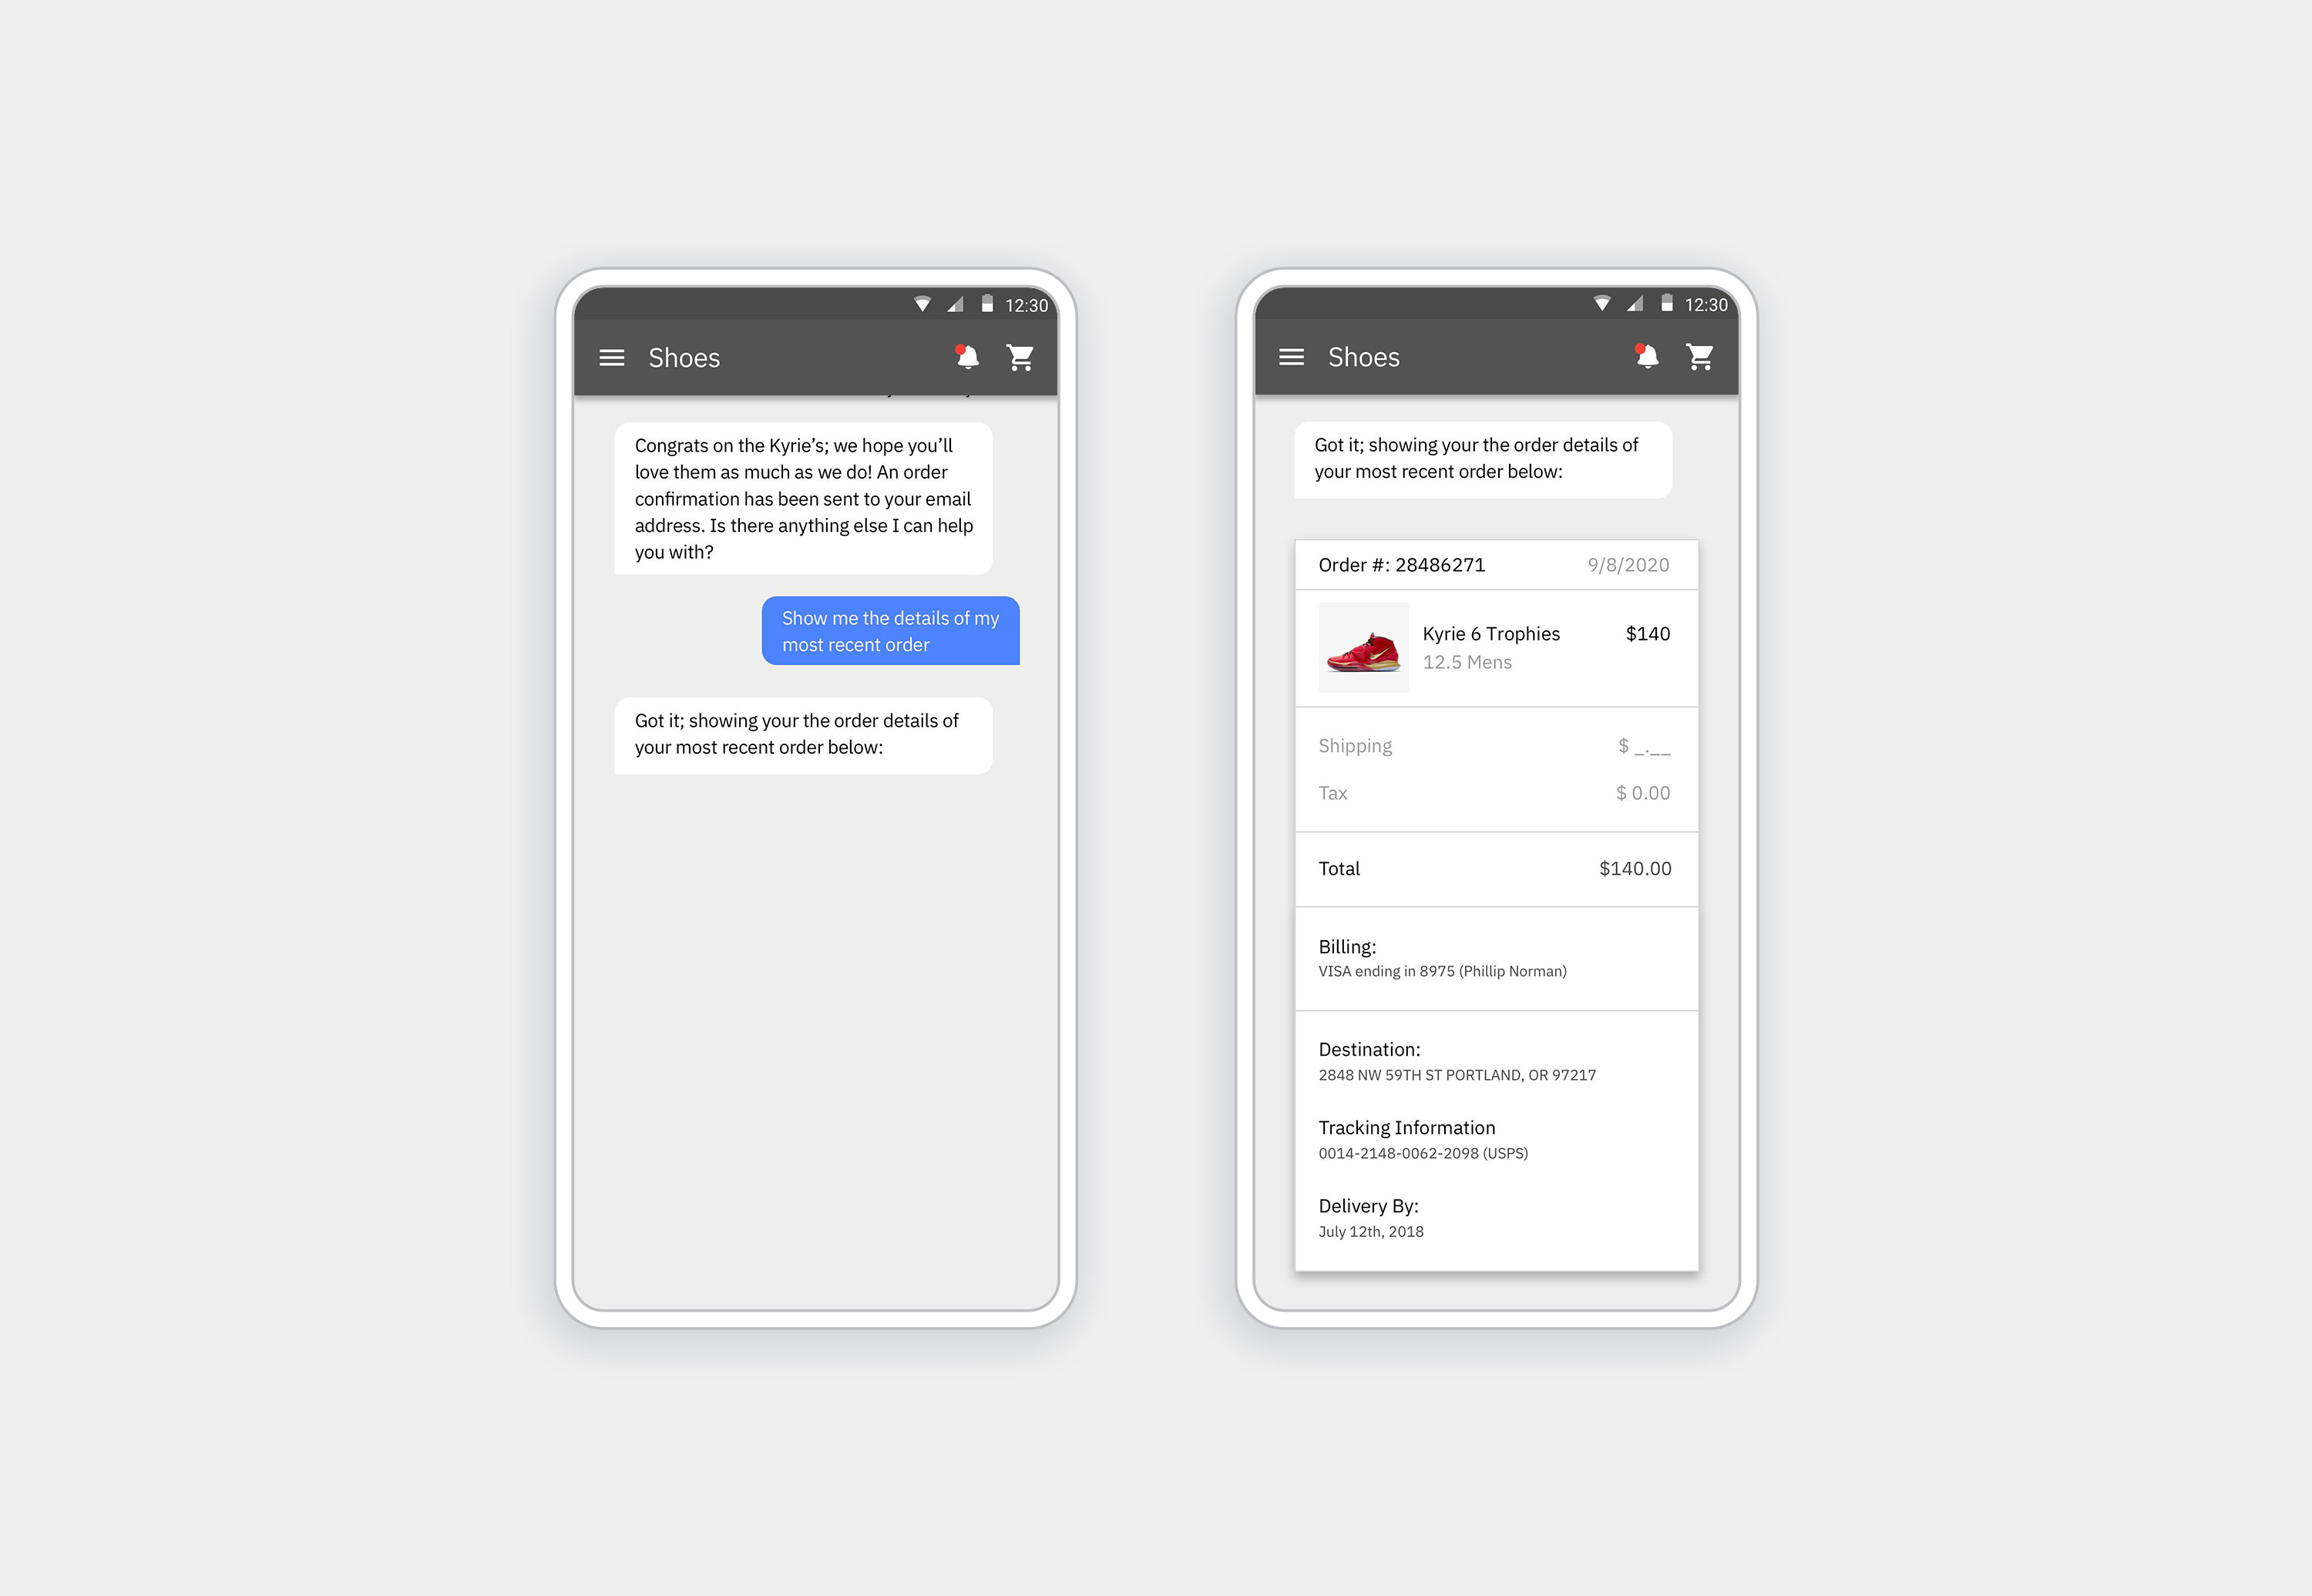 12:30
Shoes
Congrats on the Kyrie’s; we hope you’ll
love them as much as we do! An order
confirmation has been sent to your email
address. Is there anything else I can help
you with?
Show me the details of my
most recent order
Got it; showing your the order details of
your most recent order below:
12:30
Shoes
Got it; showing your the order details of
your most recent order below:
Order #: 28486271 9/8/2020
Kyrie 6 Trophies $140
12.5 Mens
Shipping $ _.__
Tax $ 0.00
Total $140.00
Billing:
VISA ending in 8975 (Phillip Norman)
Destination:
2848 NW 59TH ST PORTLAND, OR 97217
Tracking Information
0014-2148-0062-2098 (USPS)
Delivery By:
July 12th, 2018